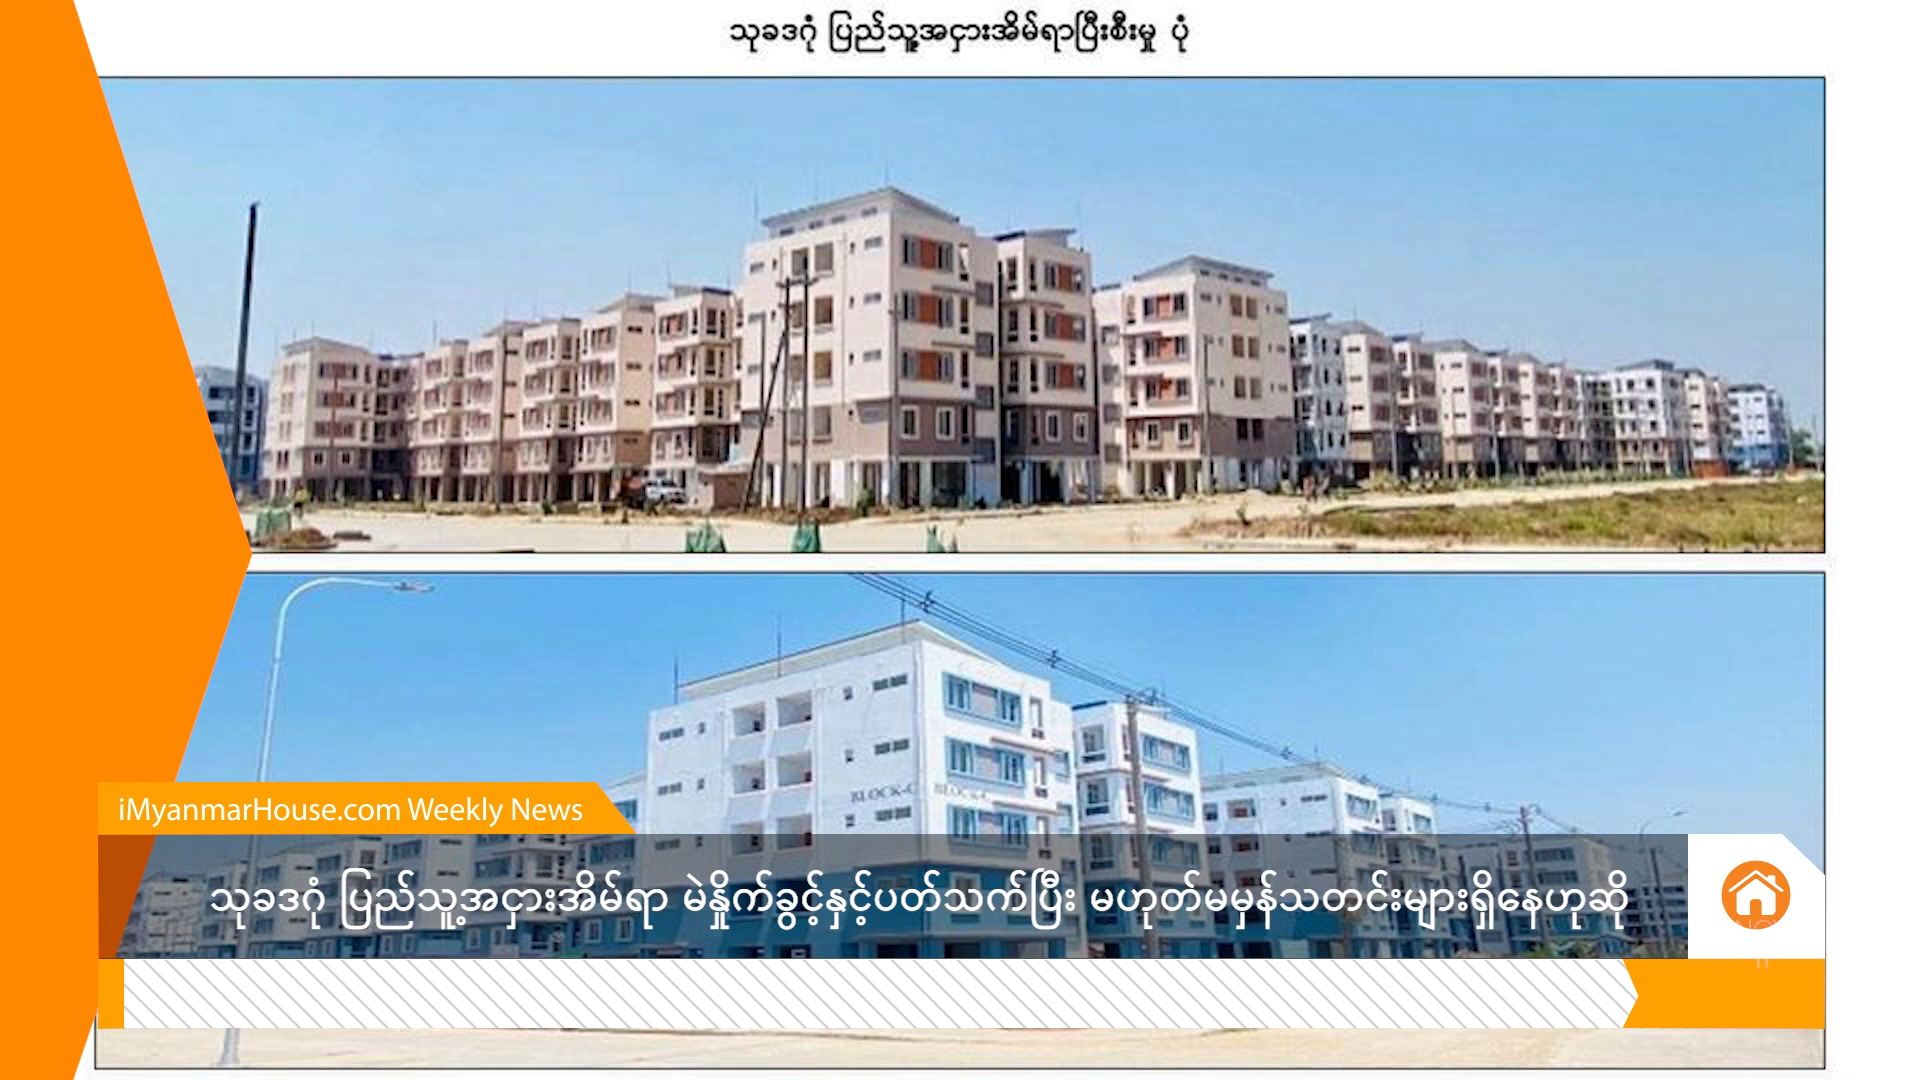 သုခဒဂုံ ပြည်သူ့အငှားအိမ်ရာပြီးစီးမှု ပုံ
BLOCK-C BLOCK-C
iMyanmarHouse.com Weekly News
သုခဒဂုံ ပြည်သူ့အငှားအိမ်ရာ မဲနှိုက်ခွင့်နှင့်ပတ်သက်ပြီး မဟုတ်မမှန်သတင်းများရှိနေဟုဆို